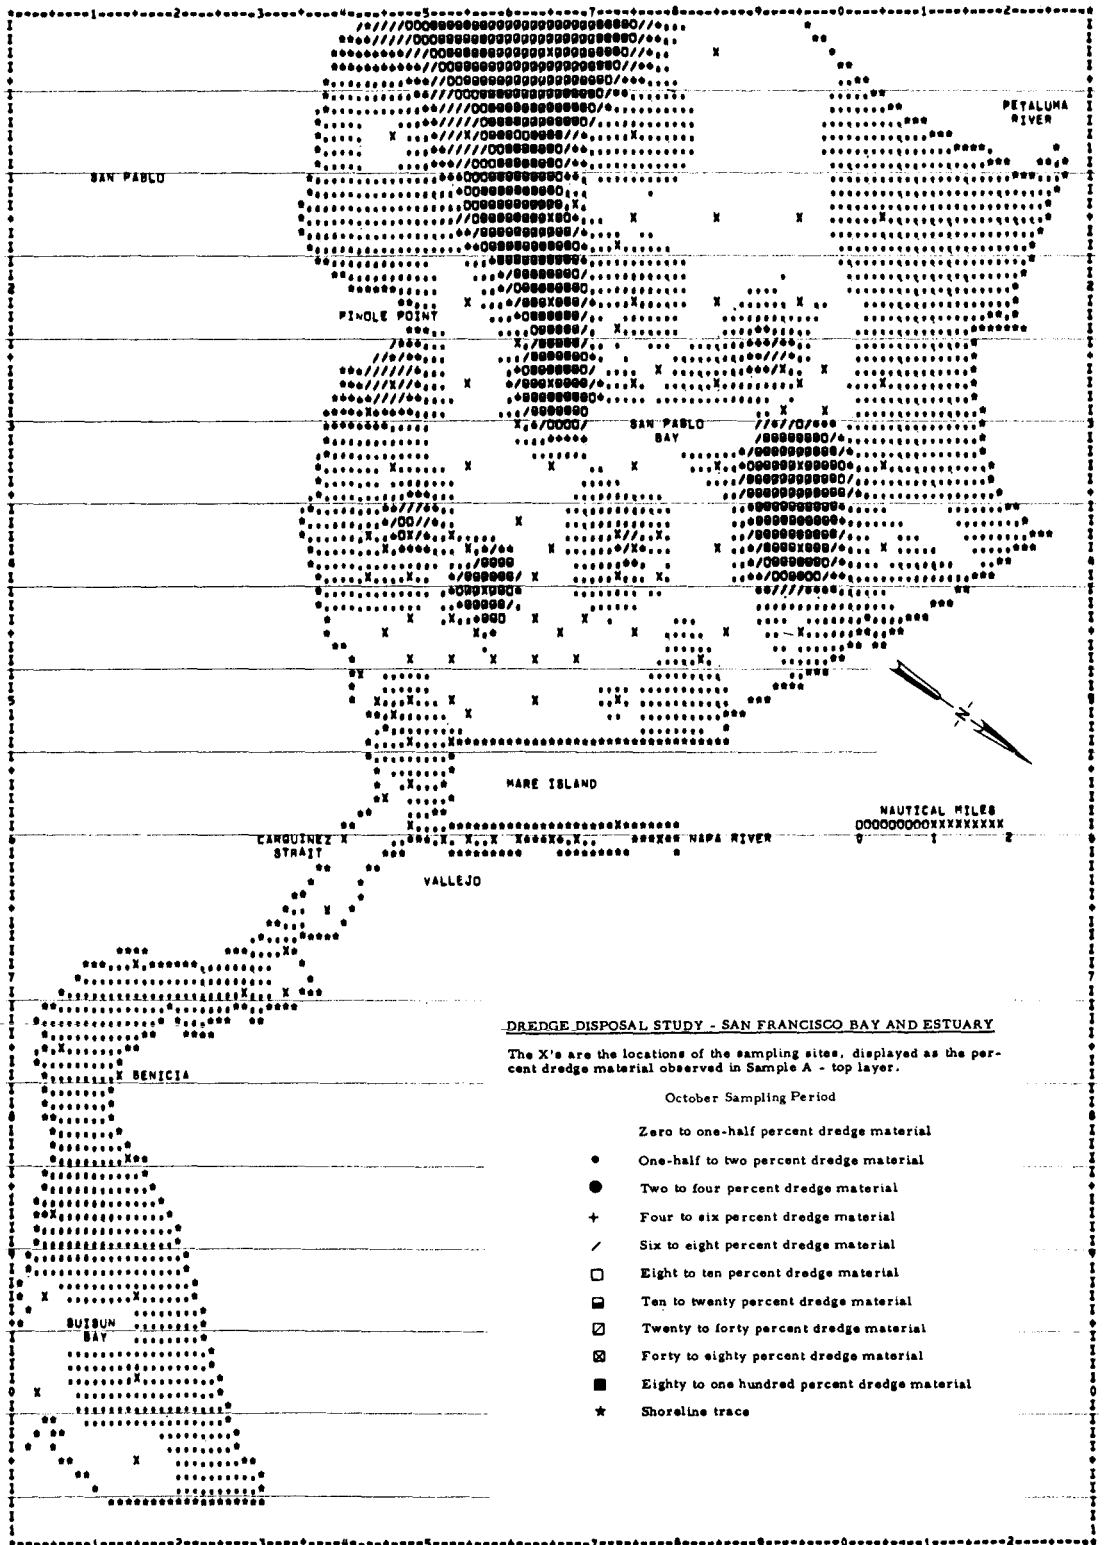 PETALUMA
RIVER
SAN PABLO
PINOLE POINT
SAN PABLO
BAY
MARE ISLAND
NAUTICAL MILES
0 1 2
CARQUINEZ
STRAIT
NAPA RIVER
VALLEJO
N
BENICIA
SUISUN
BAY
DREDGE DISPOSAL STUDY - SAN FRANCISCO BAY AND ESTUARY
The X's are the locations of the sampling sites, displayed as the per-
cent dredge material observed in Sample A - top layer.
October Sampling Period
Zero to one-half percent dredge material
One-half to two percent dredge material
Two to four percent dredge material
Four to six percent dredge material
Six to eight percent dredge material
Eight to ten percent dredge material
Ten to twenty percent dredge material
Twenty to forty percent dredge material
Forty to eighty percent dredge material
Eighty to one hundred percent dredge material
Shoreline trace